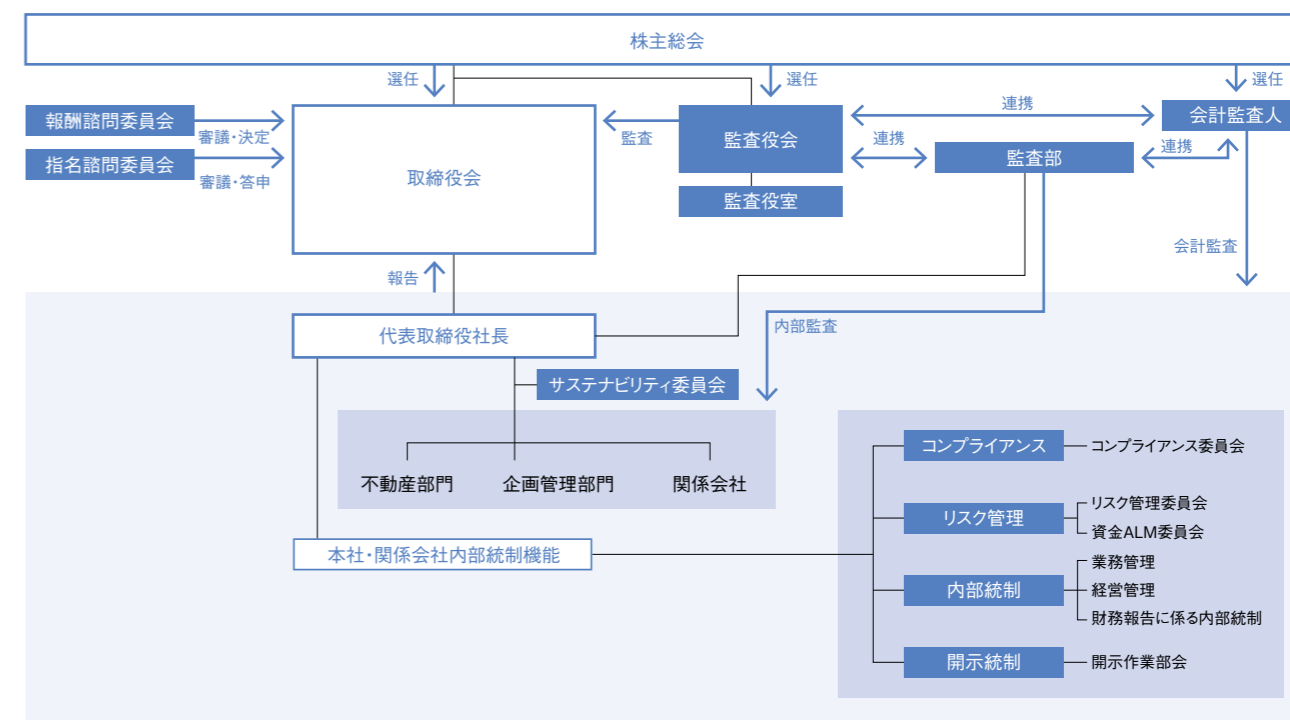 株主総会
選任
選任
選任
報酬諮問委員会
審議・決定
指名諮問委員会
審議・答申
取締役会
監査
監査役会
監査役室
連携
連携
監査部
連携
会計監査人
会計監査
報告
内部監査
代表取締役社長
サステナビリティ委員会
不動産部門
企画管理部門
関係会社
本社・関係会社内部統制機能
コンプライアンス
コンプライアンス委員会
リスク管理
リスク管理委員会
資金ALM委員会
内部統制
業務管理
経営管理
財務報告に係る内部統制
開示統制
開示作業部会